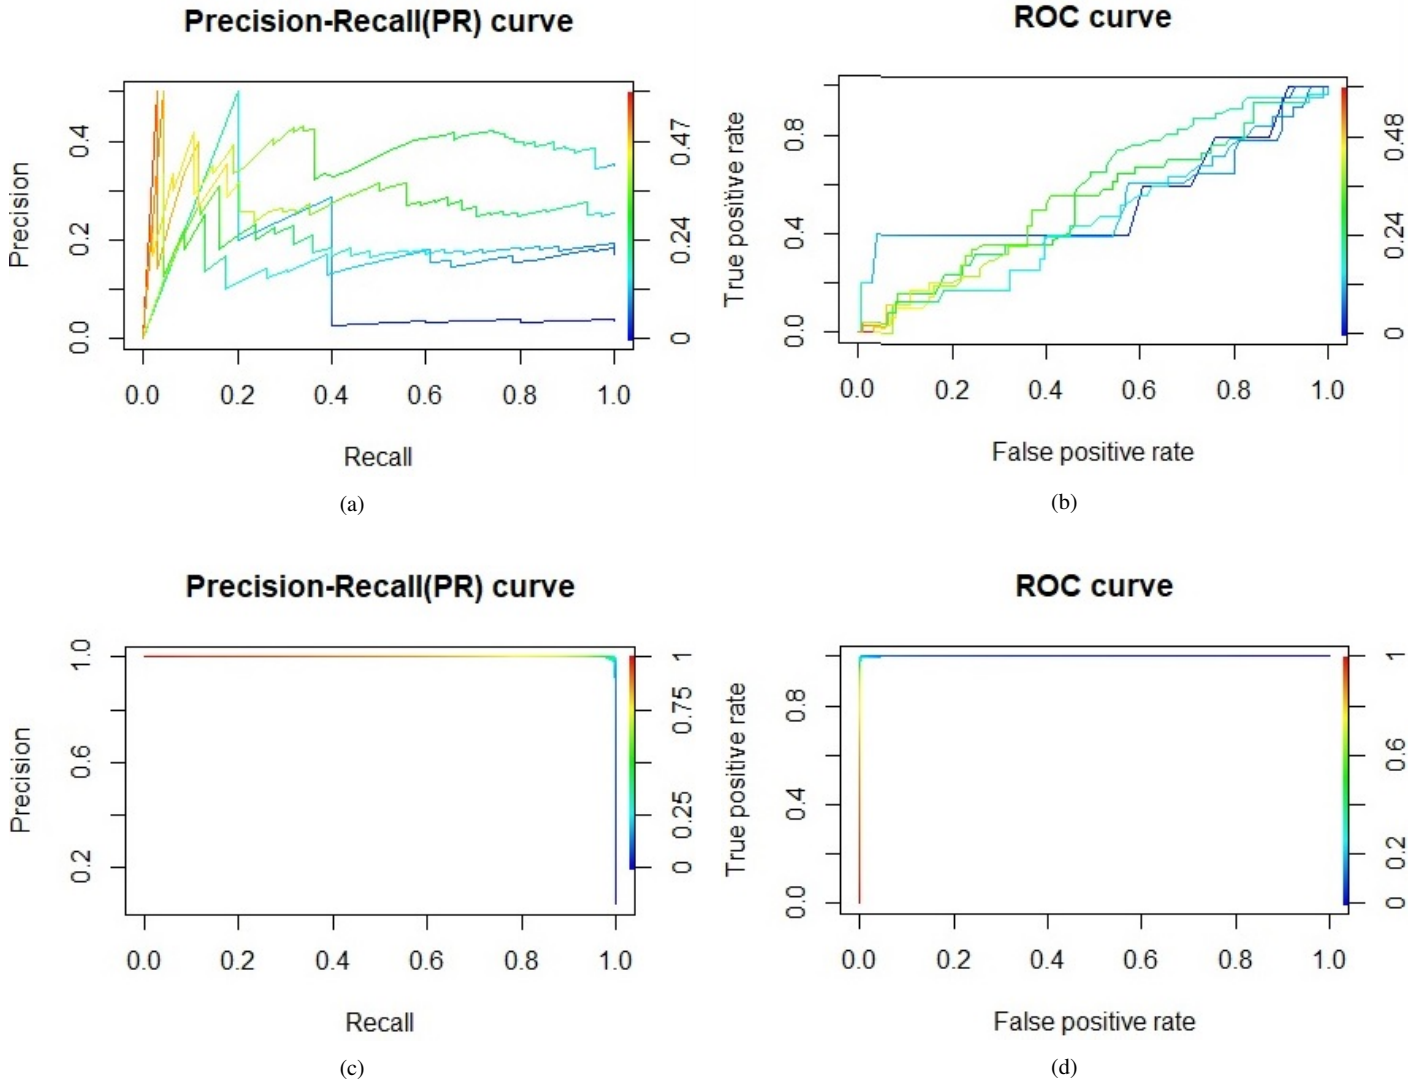 Precision-Recall(PR) curve
Precision
0.0 0.2 0.4
0 0.24 0.47
0.0 0.2 0.4 0.6 0.8 1.0
Recall
(a)
ROC curve
True positive rate
0.0 0.4 0.8
0 0.24 0.48
0.0 0.2 0.4 0.6 0.8 1.0
False positive rate
(b)
Precision-Recall(PR) curve
Precision
0.2 0.6 1.0
0 0.25 0.75 1
0.0 0.2 0.4 0.6 0.8 1.0
Recall
(c)
ROC curve
True positive rate
0.0 0.4 0.8
0 0.2 0.6 1
0.0 0.2 0.4 0.6 0.8 1.0
False positive rate
(d)